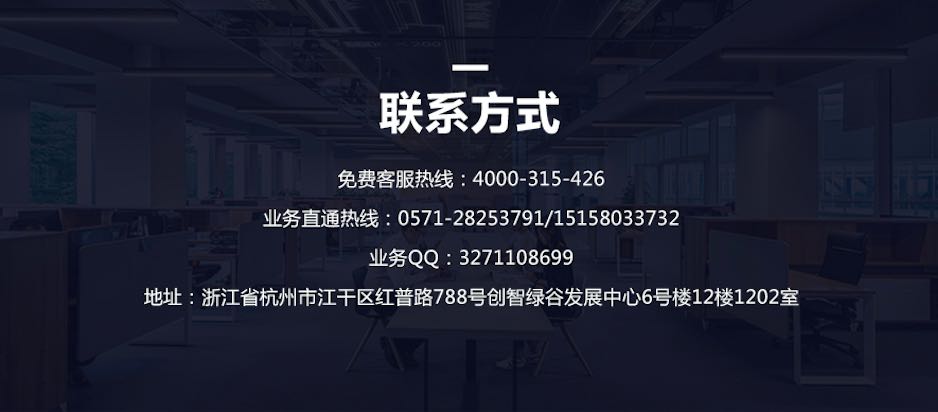 联系方式
免费客服热线：4000-315-426
业务直通热线：0571-28253791/15158033732
业务QQ：3271108699
地址：浙江省杭州市江干区红普路788号创智绿谷发展中心6号楼12楼1202室